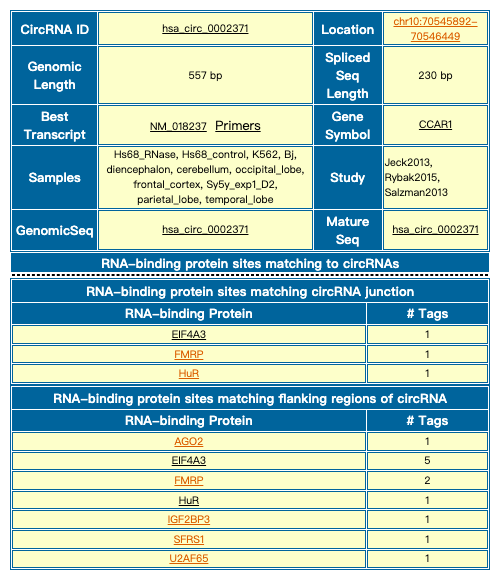 CircRNA ID hsa_circ_0002371 Location chr10:70545892-
70546449
Genomic
Length 557 bp Spliced
Seq
Length 230 bp
Best
Transcript NM_018237 Primers Gene
Symbol CCAR1
Samples Hs68_RNase, Hs68_control, K562, Bj,
diencephalon, cerebellum, occipital_lobe,
frontal_cortex, Sy5y_exp1_D2,
parietal_lobe, temporal_lobe
Study Jeck2013,
Rybak2015,
Salzman2013
GenomicSeq hsa_circ_0002371 Mature
Seq hsa_circ_0002371
RNA-binding protein sites matching to circRNAs
RNA-binding protein sites matching circRNA junction
RNA-binding Protein # Tags
EIF4A3 1
FMRP 1
HuR 1
RNA-binding protein sites matching flanking regions of circRNA
RNA-binding Protein # Tags
AGO2 1
EIF4A3 5
FMRP 2
HuR 1
IGF2BP3 1
SFRS1 1
U2AF65 1